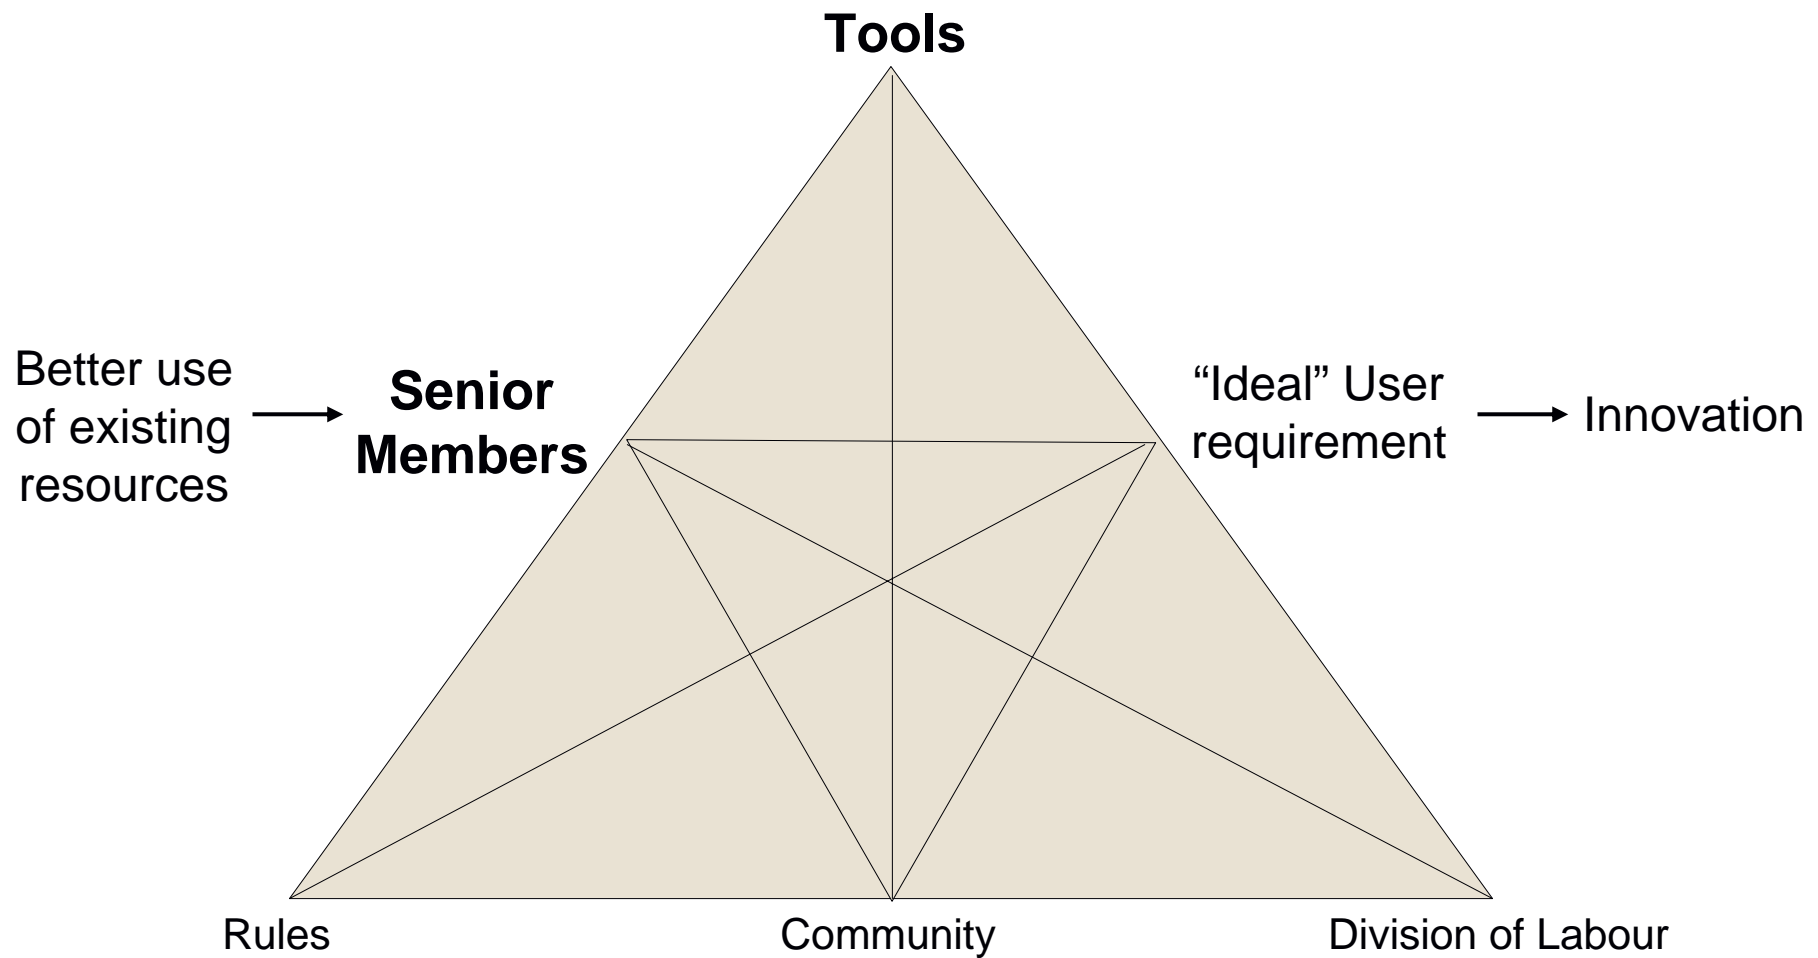 Tools
Better use
of existing
resources
Senior
Members
“Ideal” User
requirement
Innovation
Rules
Community
Division of Labour